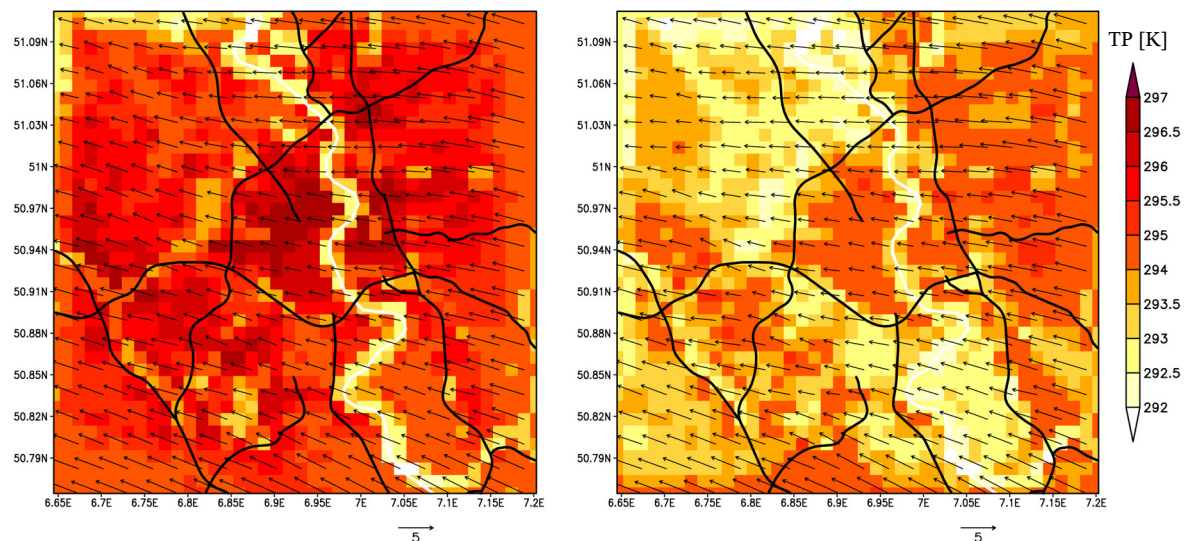 TP [K]
51.09N
51.06N
51.03N
51N
50.97N
50.94N
50.91N
50.88N
50.85N
50.82N
50.79N
6.65E 6.7E 6.75E 6.8E 6.85E 6.9E 6.95E 7E 7.05E 7.1E 7.15E 7.2E
5
51.09N
51.06N
51.03N
51N
50.97N
50.94N
50.91N
50.88N
50.85N
50.82N
50.79N
6.65E 6.7E 6.75E 6.8E 6.85E 6.9E 6.95E 7E 7.05E 7.1E 7.15E 7.2E
5
297
296.5
296
295.5
295
294
293.5
293
292.5
292